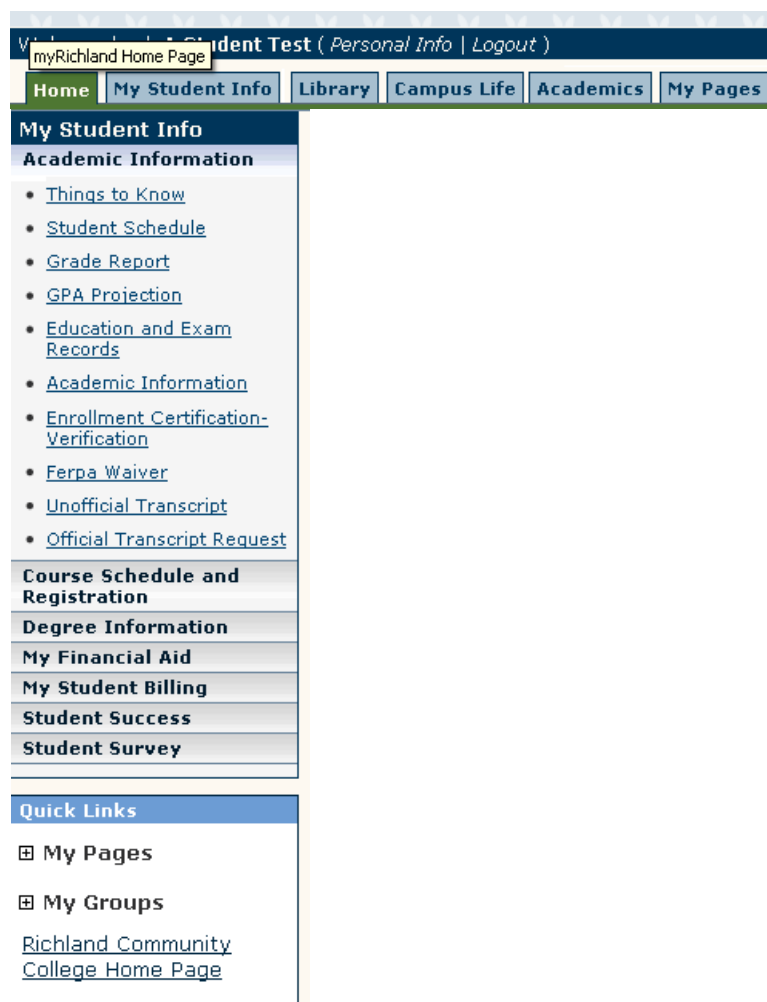 myRichland Home Page
Test ( Personal Info | Logout )
Home My Student Info Library Campus Life Academics My Pages
My Student Info
Academic Information
• Things to Know
• Student Schedule
• Grade Report
• GPA Projection
• Education and Exam
Records
• Academic Information
• Enrollment Certification-
Verification
• Ferpa Waiver
• Unofficial Transcript
• Official Transcript Request
Course Schedule and
Registration
Degree Information
My Financial Aid
My Student Billing
Student Success
Student Survey
Quick Links
My Pages
My Groups
Richland Community
College Home Page